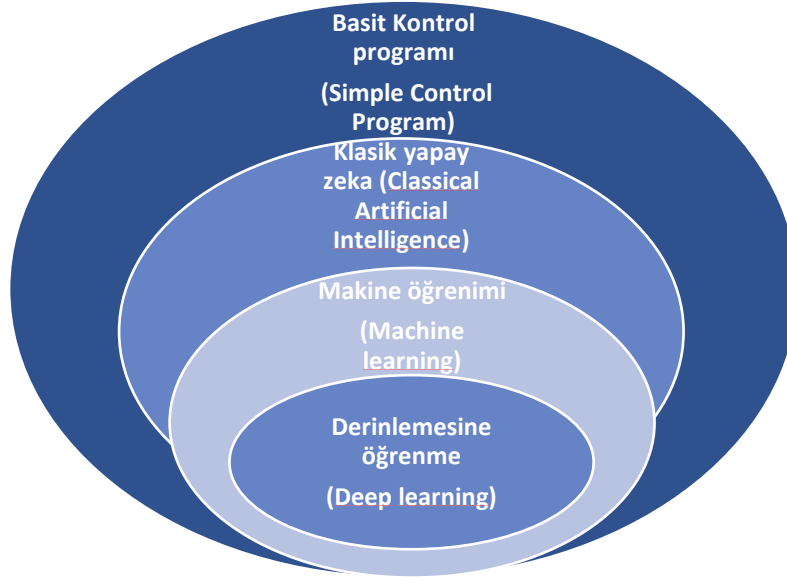 Basit Kontrol
programı
(Simple Control
Program)
Klasik yapay
zeka (Classical
Artificial
Intelligence)
Makine öğrenimi
(Machine
learning)
Derinlemesine
öğrenme
(Deep learning)